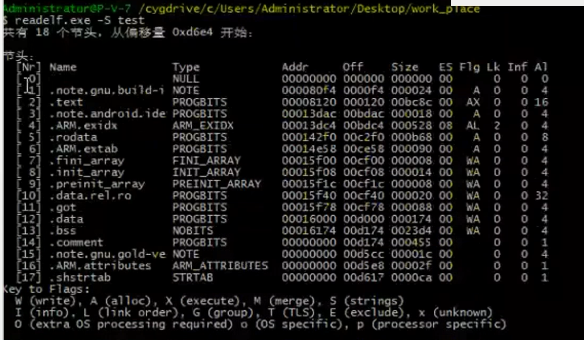 Administrator@P-V-7 /cygdrive/c/Users/Administrator/Desktop/work_place
$ readelf.exe -S test
共有 18 个节头，从偏移量 0xd6e4 开始：
节头：
[Nr] Name Type Addr Off Size ES Flg Lk Inf Al
[ 0] NULL 00000000 000000 000000 00 0 0 0
[ 1] .note.gnu.build-i NOTE 000080f4 0000f4 000024 00 A 0 0 4
[ 2] .text PROGBITS 00008120 000120 00bc8c 00 AX 0 0 16
[ 3] .note.android.ide PROGBITS 00013dac 00bdac 000018 00 A 0 0 4
[ 4] .ARM.exidx ARM_EXIDX 00013dc4 00bdc4 000528 08 AL 2 0 4
[ 5] .rodata PROGBITS 000142f0 00c2f0 000b68 00 A 0 0 8
[ 6] .ARM.extab PROGBITS 00014e58 00ce58 000090 00 A 0 0 4
[ 7] .fini_array FINI_ARRAY 00015f00 00cf00 000008 00 WA 0 0 4
[ 8] .init_array INIT_ARRAY 00015f08 00cf08 000014 00 WA 0 0 4
[ 9] .preinit_array PREINIT_ARRAY 00015f1c 00cf1c 000008 00 WA 0 0 4
[10] .data.rel.ro PROGBITS 00015f40 00cf40 000020 00 WA 0 0 32
[11] .got PROGBITS 00015f78 00cf78 000088 00 WA 0 0 4
[12] .data PROGBITS 00016000 00d000 000174 00 WA 0 0 4
[13] .bss NOBITS 00016174 00d174 0023d4 00 WA 0 0 4
[14] .comment PROGBITS 00000000 00d174 000455 00 0 0 1
[15] .note.gnu.gold-ve NOTE 00000000 00d5cc 00001c 00 0 0 4
[16] .ARM.attributes ARM_ATTRIBUTES 00000000 00d5e8 00002f 00 0 0 1
[17] .shstrtab STRTAB 00000000 00d617 0000ca 00 0 0 1
Key to Flags:
W (write), A (alloc), X (execute), M (merge), S (strings)
I (info), L (link order), G (group), T (TLS), E (exclude), x (unknown)
O (extra OS processing required) o (OS specific), p (processor specific)